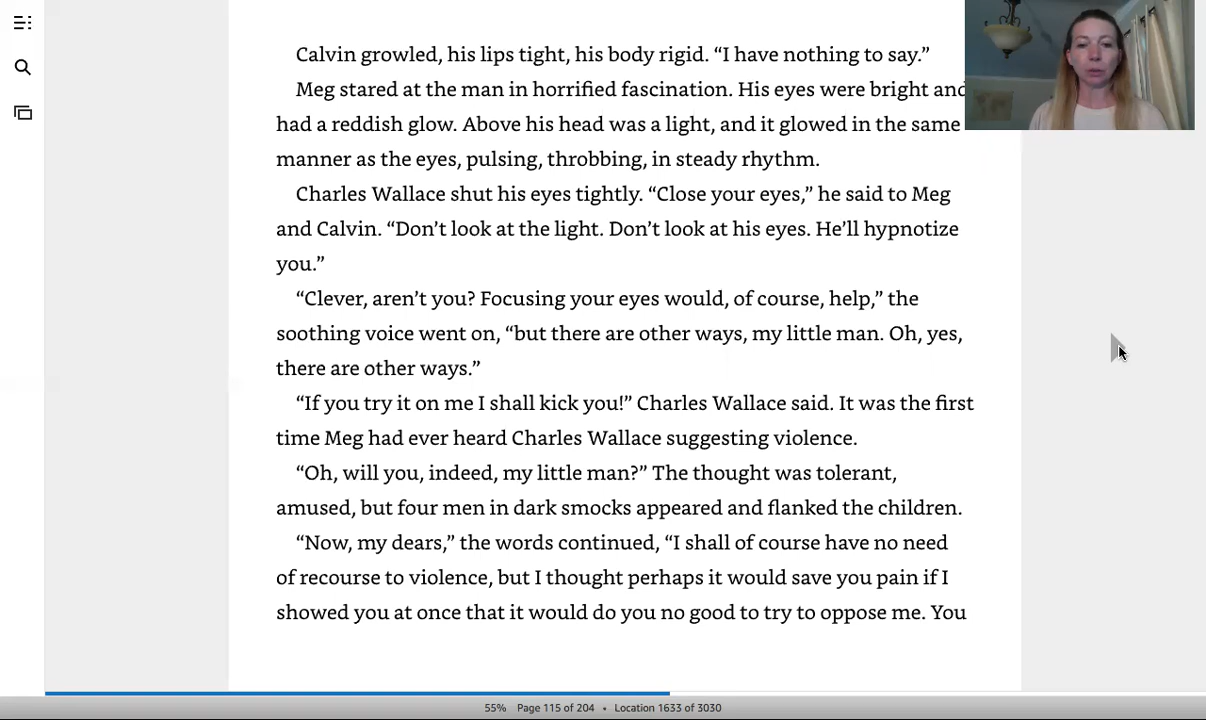 Calvin growled, his lips tight, his body rigid. “I have nothing to say.”
Meg stared at the man in horrified fascination. His eyes were bright and
had a reddish glow. Above his head was a light, and it glowed in the same
manner as the eyes, pulsing, throbbing, in steady rhythm.
Charles Wallace shut his eyes tightly. “Close your eyes,” he said to Meg
and Calvin. “Don’t look at the light. Don’t look at his eyes. He’ll hypnotize
you.”
“Clever, aren’t you? Focusing your eyes would, of course, help,” the
soothing voice went on, “but there are other ways, my little man. Oh, yes,
there are other ways.”
“If you try it on me I shall kick you!” Charles Wallace said. It was the first
time Meg had ever heard Charles Wallace suggesting violence.
“Oh, will you, indeed, my little man?” The thought was tolerant,
amused, but four men in dark smocks appeared and flanked the children.
“Now, my dears,” the words continued, “I shall of course have no need
of recourse to violence, but I thought perhaps it would save you pain if I
showed you at once that it would do you no good to try to oppose me. You
55% Page 115 of 204 • Location 1633 of 3030